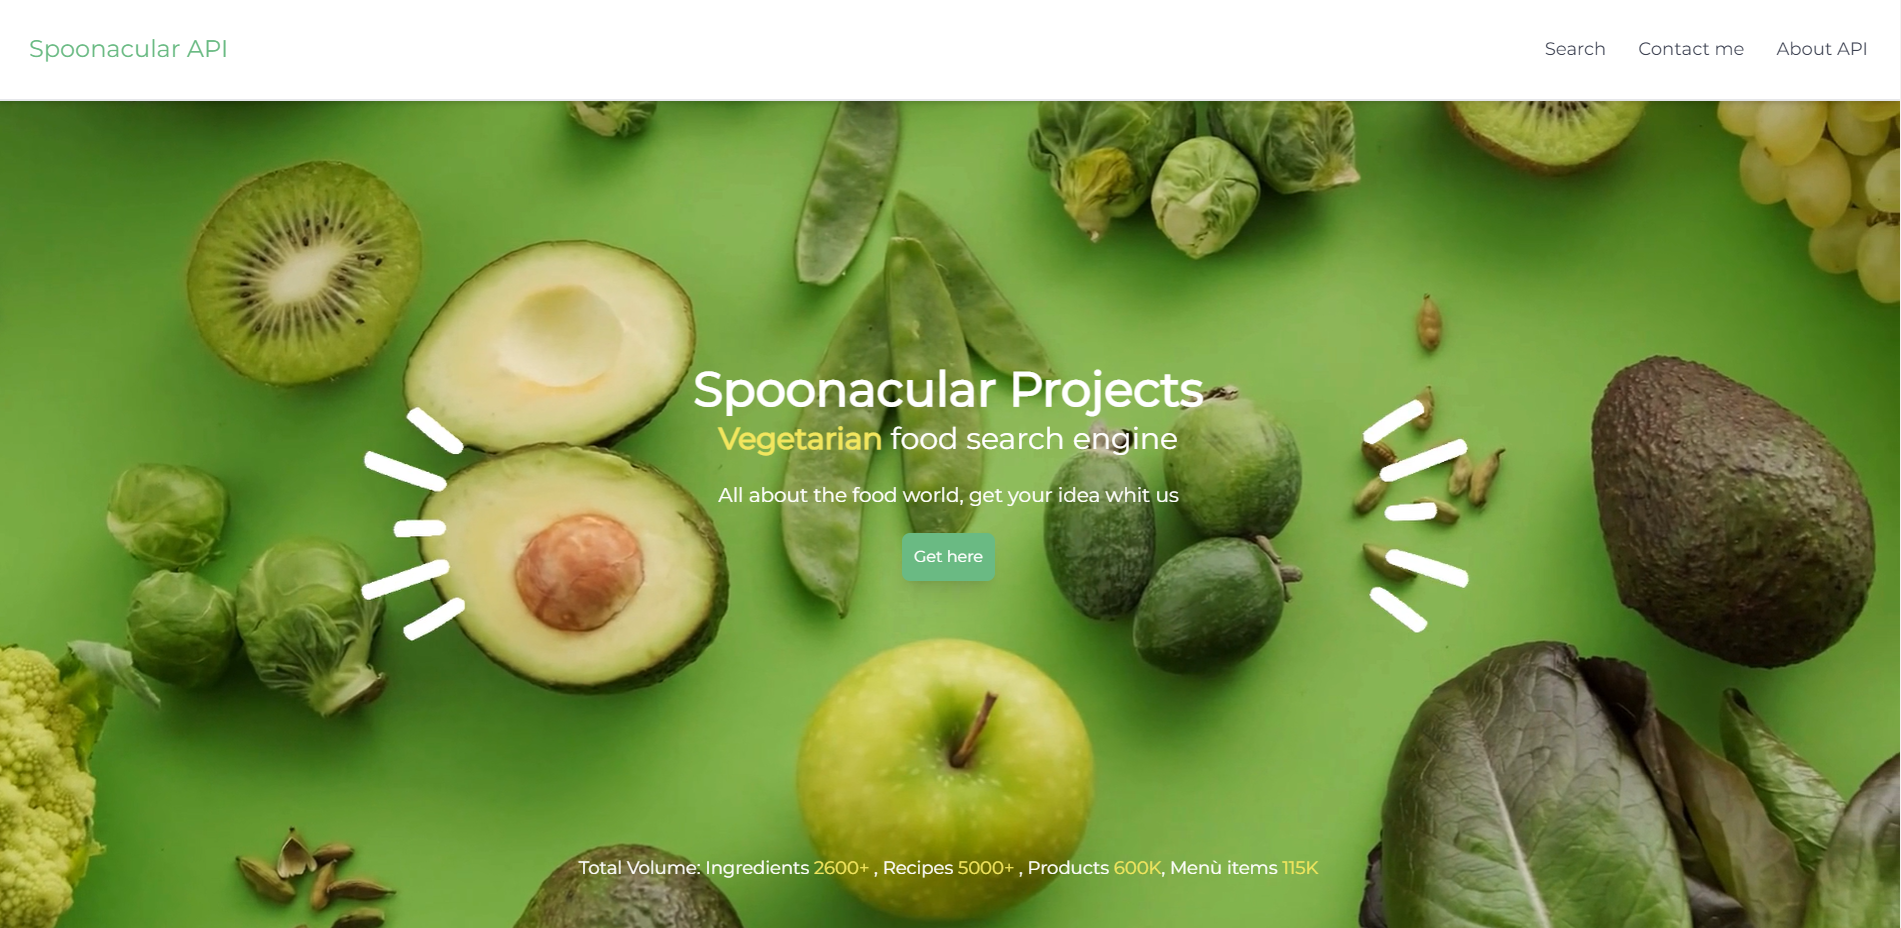 Spoonacular API
Search
Contact me
About API
Spoonacular Projects
Vegetarian food search engine
All about the food world, get your idea whit us
Get here
Total Volume: Ingredients 2600+ , Recipes 5000+ , Products 600K, Menù items 115K